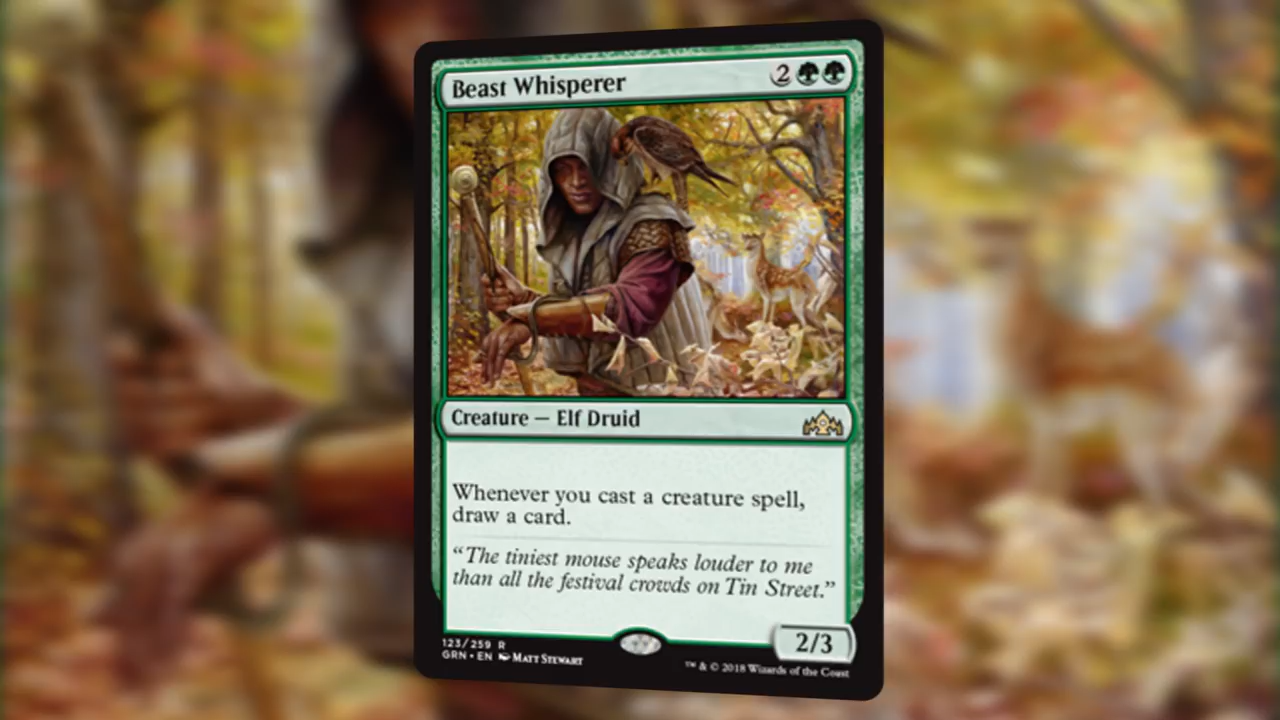 Beast Whisperer 2
Creature — Elf Druid
Whenever you cast a creature spell,
draw a card.
“The tiniest mouse speaks louder to me
than all the festival crowds on Tin Street.”
2/3
123/259 R
GRN • EN Matt Stewart
™ & © 2018 Wizards of the Coast